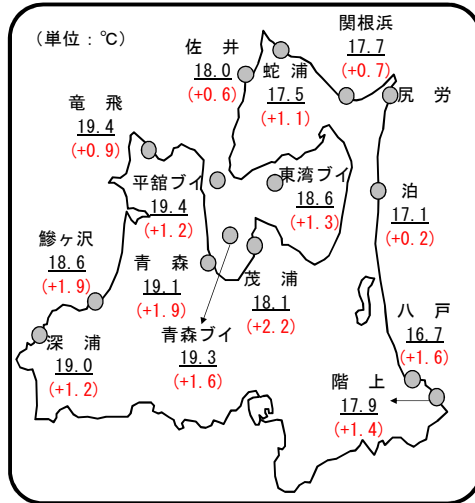 (単位：℃)
佐井
18.0
(+0.6)
蛇浦
17.5
(+1.1)
関根浜
17.7
(+0.7)
尻労
竜飛
19.4
(+0.9)
平舘ブイ
19.4
(+1.2)
東湾ブイ
18.6
(+1.3)
泊
17.1
(+0.2)
鰺ヶ沢
18.6
(+1.9)
青森
19.1
(+1.9)
茂浦
18.1
(+2.2)
八戸
16.7
(+1.6)
深浦
19.0
(+1.2)
青森ブイ
19.3
(+1.6)
階上
17.9
(+1.4)